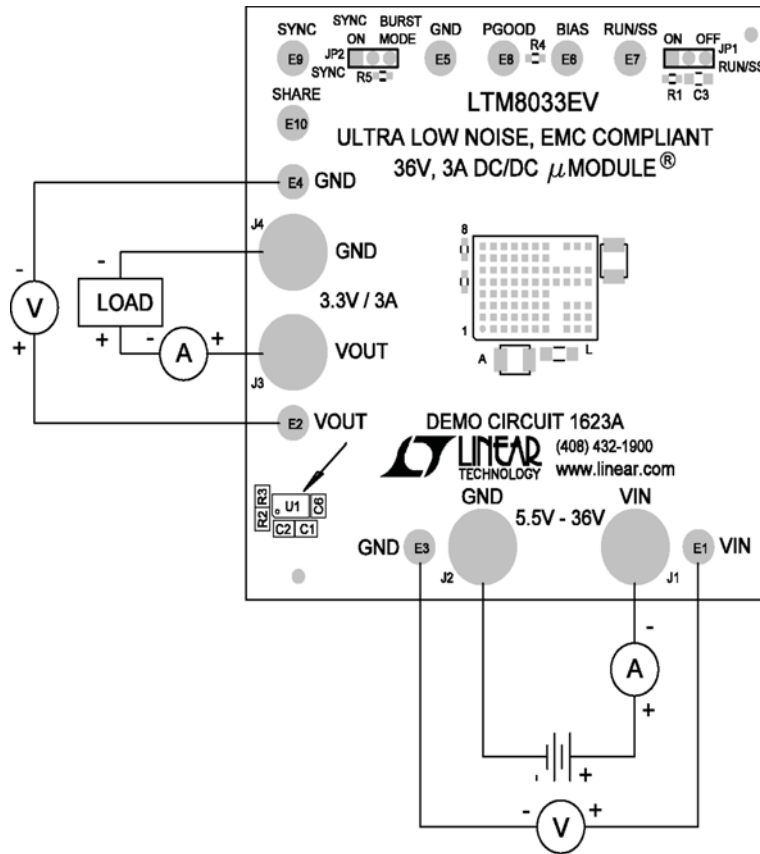 SYNC
SYNC BURST
ON MODE
GND
PGOOD
BIAS
RUN/SS
ON OFF
E9
JP2
E5
E8
R4
E6
E7
JP1
SYNC
R5
RUN/SS
R1 C3
SHARE
E10
LTM8033EV
ULTRA LOW NOISE, EMC COMPLIANT
36V, 3A DC/DC µMODULE®
E4 GND
J4
GND
8
- V +
- LOAD +
- A +
3.3V / 3A
VOUT
J3
1
A
L
E2 VOUT
DEMO CIRCUIT 1623A
LINEAR
TECHNOLOGY
(408) 432-1900
www.linear.com
R2 R3
U1
C6
C2 C1
GND
VIN
5.5V - 36V
GND E3
J2
J1
E1 VIN
-
A
+
- +
- V +